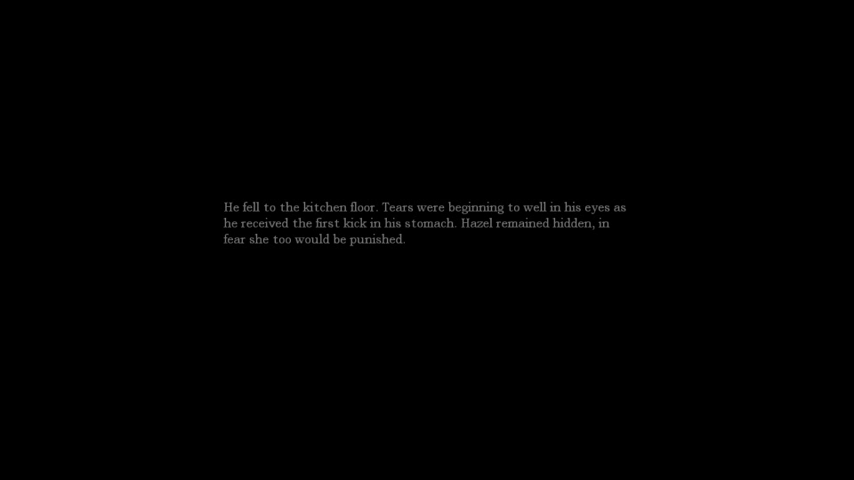 He fell to the kitchen floor. Tears were beginning to well in his eyes as
he received the first kick in his stomach. Hazel remained hidden, in
fear she too would be punished.